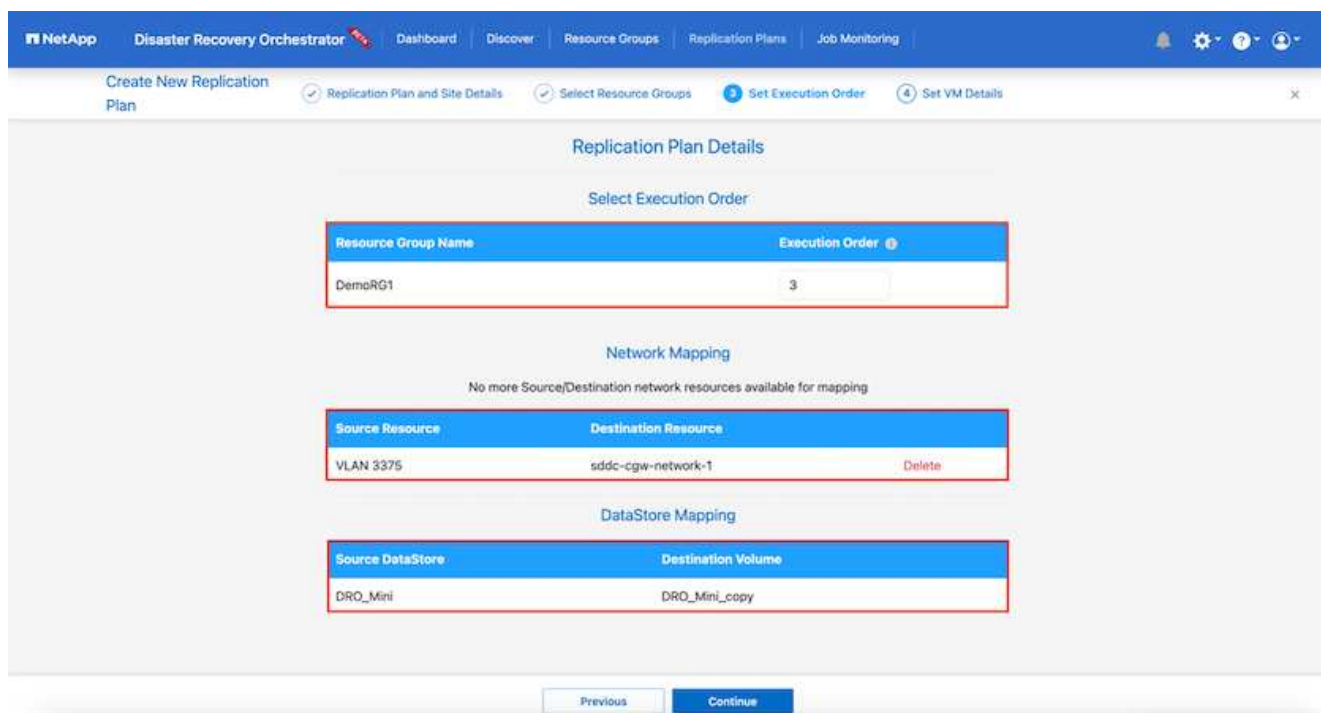 NetApp Disaster Recovery Orchestrator Dashboard Discover Resource Groups Replication Plans Job Monitoring
Create New Replication
Plan
Replication Plan and Site Details Select Resource Groups 3 Set Execution Order 4 Set VM Details
Replication Plan Details
Select Execution Order
Resource Group Name Execution Order
DemoRG1 3
Network Mapping
No more Source/Destination network resources available for mapping
Source Resource Destination Resource
VLAN 3375 sddc-cgw-network-1 Delete
DataStore Mapping
Source DataStore Destination Volume
DRO_Mini DRO_Mini_copy
Previous Continue